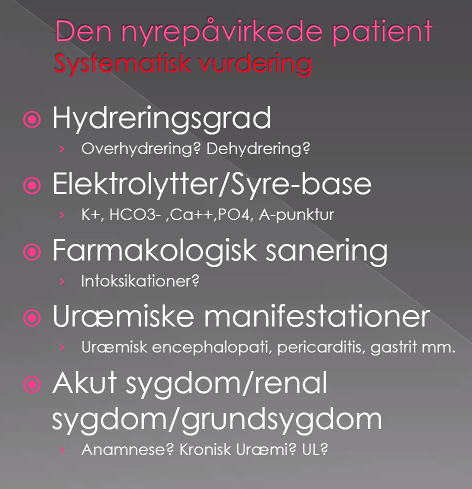 Den nyrepåvirkede patient
Systematisk vurdering
Hydreringsgrad
Overhydrering? Dehydrering?
Elektrolytter/Syre-base
K+, HCO3- ,Ca++,PO4, A-punktur
Farmakologisk sanering
Intoksikationer?
Uræmiske manifestationer
Uræmisk encephalopati, pericarditis, gastrit mm.
Akut sygdom/renal
sygdom/grundsygdom
Anamnese? Kronisk Uræmi? UL?